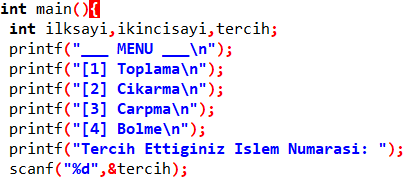 int main(){
int ilksayi,ikincisayi,tercih;
printf("___ MENU ___\n");
printf("[1] Toplama\n");
printf("[2] Cikarma\n");
printf("[3] Carpma\n");
printf("[4] Bolme\n");
printf("Tercih Ettiginiz Islem Numarasi: ");
scanf("%d",&tercih);